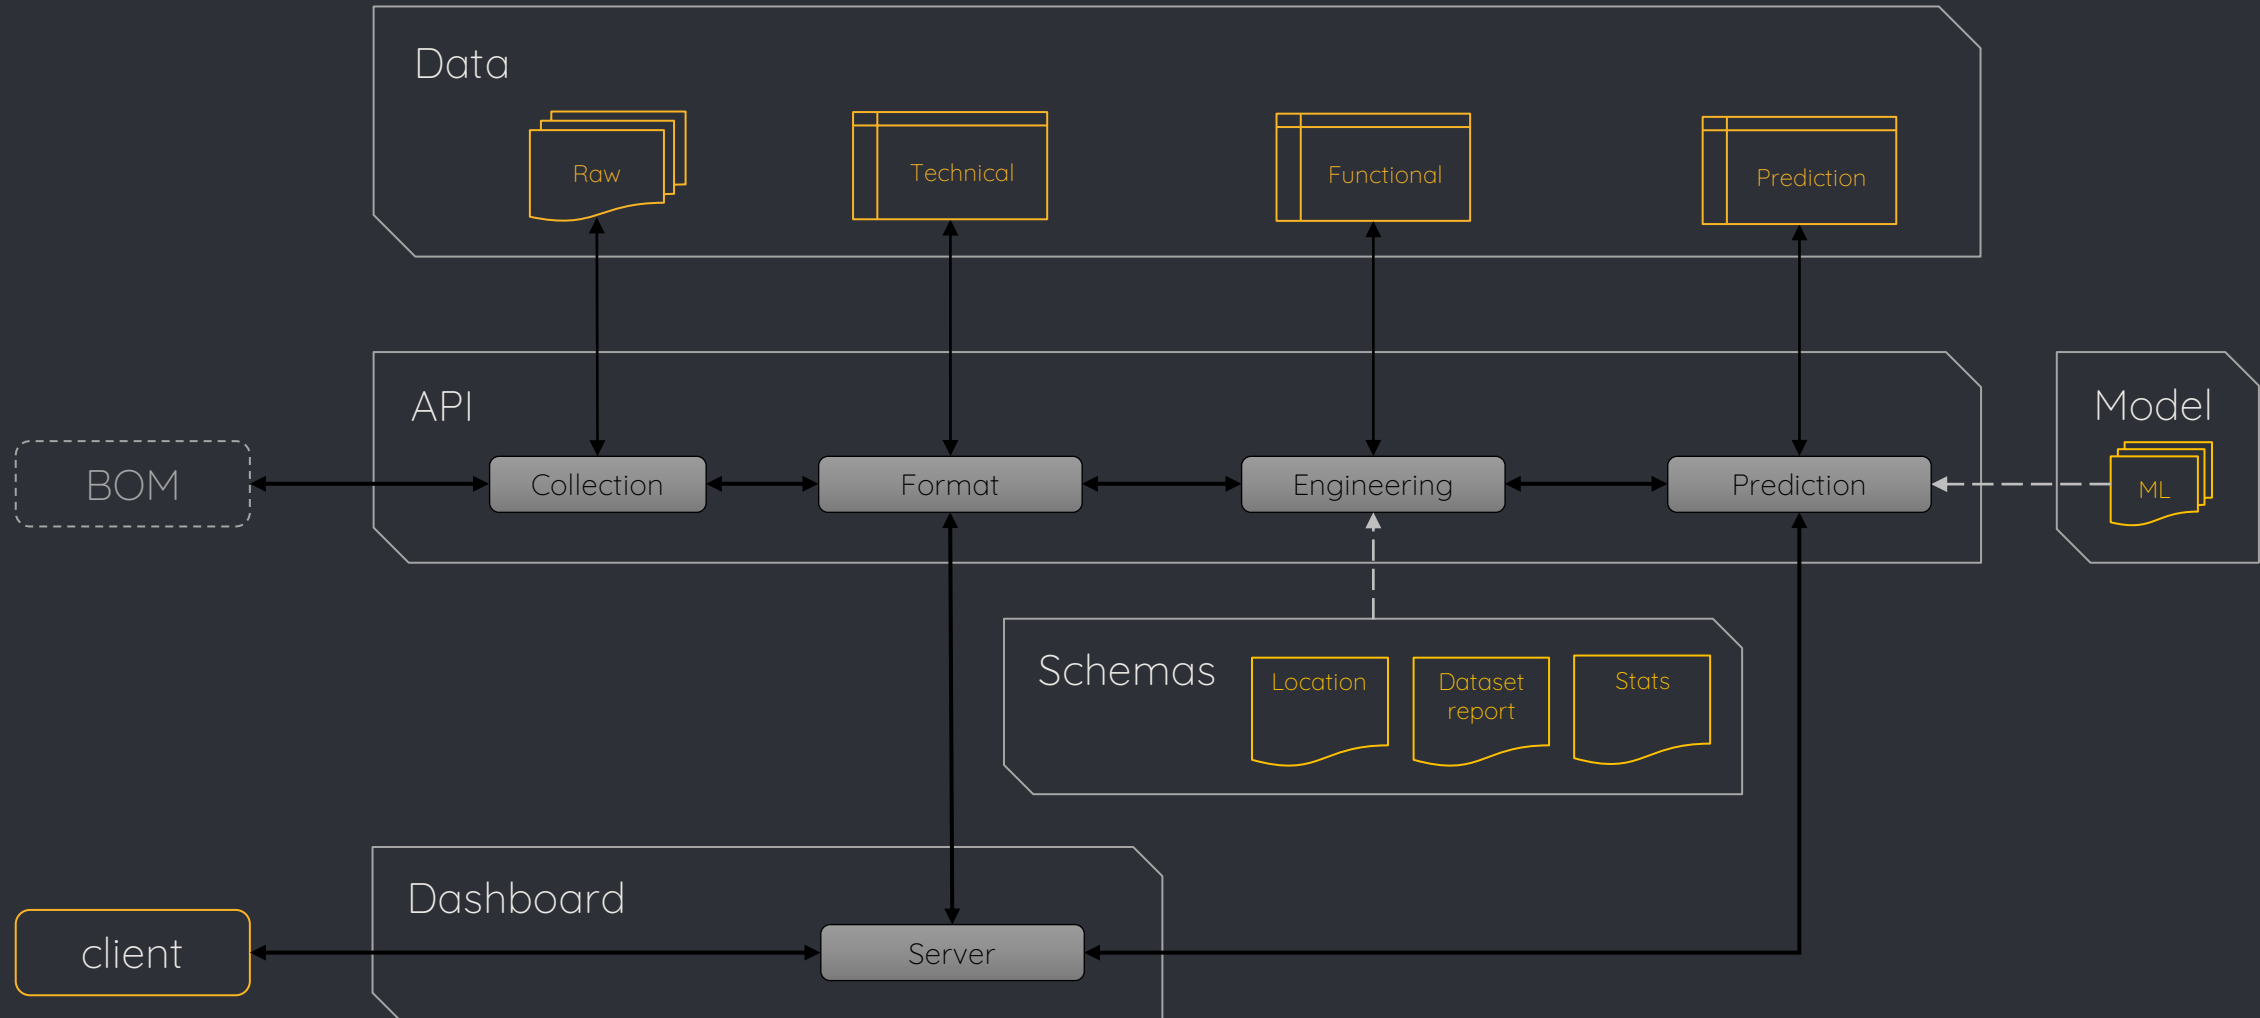 Data
Raw
Technical
Functional
Prediction
API
Model
BOM
Collection
Format
Engineering
Prediction
ML
Schemas
Location
Dataset
report
Stats
Dashboard
client
Server